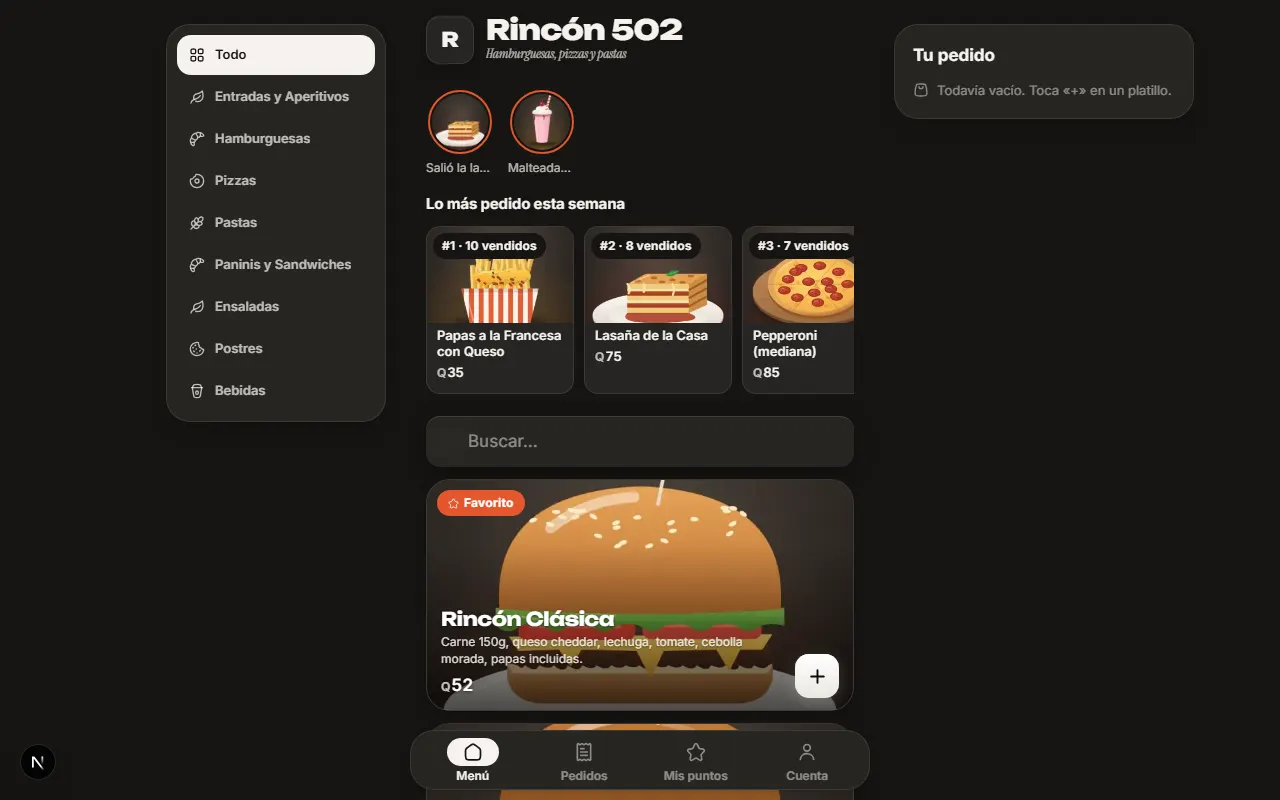 Todo
Entradas y Aperitivos
Hamburguesas
Pizzas
Pastas
Paninis y Sandwiches
Ensaladas
Postres
Bebidas
R
Rincón 502
Hamburguesas, pizzas y pastas
Salió la la...
Malteada...
Lo más pedido esta semana
#1 · 10 vendidos
Papas a la Francesa
con Queso
Q35
#2 · 8 vendidos
Lasaña de la Casa
Q75
#3 · 7 vendidos
Pepperoni
(mediana)
Q85
Buscar...
Favorito
Rincón Clásica
Carne 150g, queso cheddar, lechuga, tomate, cebolla
morada, papas incluidas.
Q52
Menú
Pedidos
Mis puntos
Cuenta
Tu pedido
Todavía vacío. Toca «+» en un platillo.
N